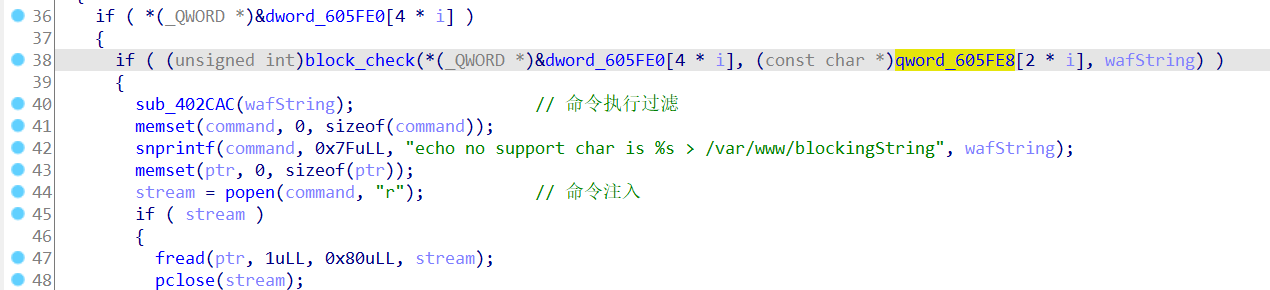 36 if ( *(_QWORD *)&dword_605FE0[4 * i] )
37 {
38 if ( (unsigned int)block_check(*(_QWORD *)&dword_605FE0[4 * i], (const char *)qword_605FE8[2 * i], wafString) )
39 {
40 sub_402CAC(wafString); // 命令执行过滤
41 memset(command, 0, sizeof(command));
42 snprintf(command, 0x7FuLL, "echo no support char is %s > /var/www/blockingString", wafString);
43 memset(ptr, 0, sizeof(ptr));
44 stream = popen(command, "r"); // 命令注入
45 if ( stream )
46 {
47 fread(ptr, 1uLL, 0x80uLL, stream);
48 pclose(stream);